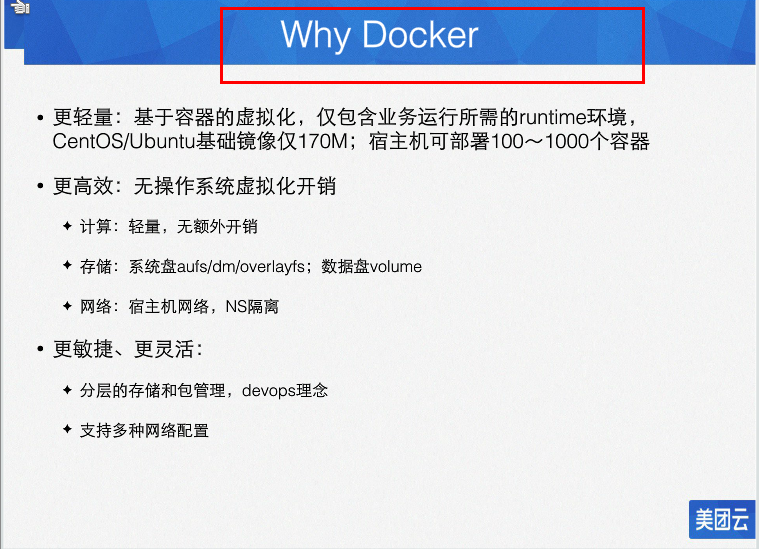 Why Docker
更轻量：基于容器的虚拟化，仅包含业务运行所需的runtime环境，
CentOS/Ubuntu基础镜像仅170M；宿主机可部署100～1000个容器
更高效：无操作系统虚拟化开销
计算：轻量，无额外开销
存储：系统盘aufs/dm/overlayfs；数据盘volume
网络：宿主机网络，NS隔离
更敏捷、更灵活：
分层的存储和包管理，devops理念
支持多种网络配置
美团云